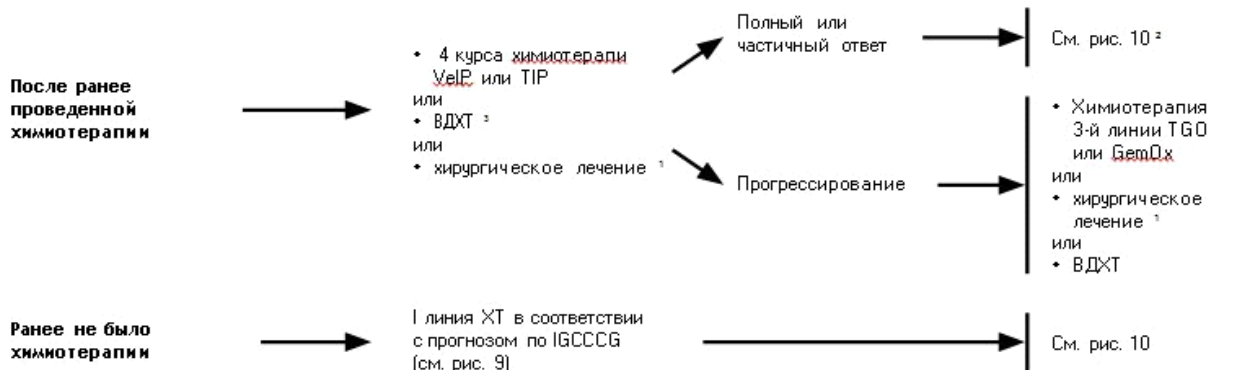 После ранее
проведенной
химиотерапии
• 4 курса химиотерапи
VeIP или TIP
или
• ВДХТ ³
или
• хирургическое лечение ¹
Полный или
частичный ответ
См. рис. 10 ²
Прогрессирование
• Химиотерапия
3-й линии TGO
или GemOx
или
• хирургическое
лечение ¹
или
• ВДХТ
Ранее не было
химиотерапии
I линия ХТ в соответствии
с прогнозом по IGCCCG
(см. рис. 9)
См. рис. 10